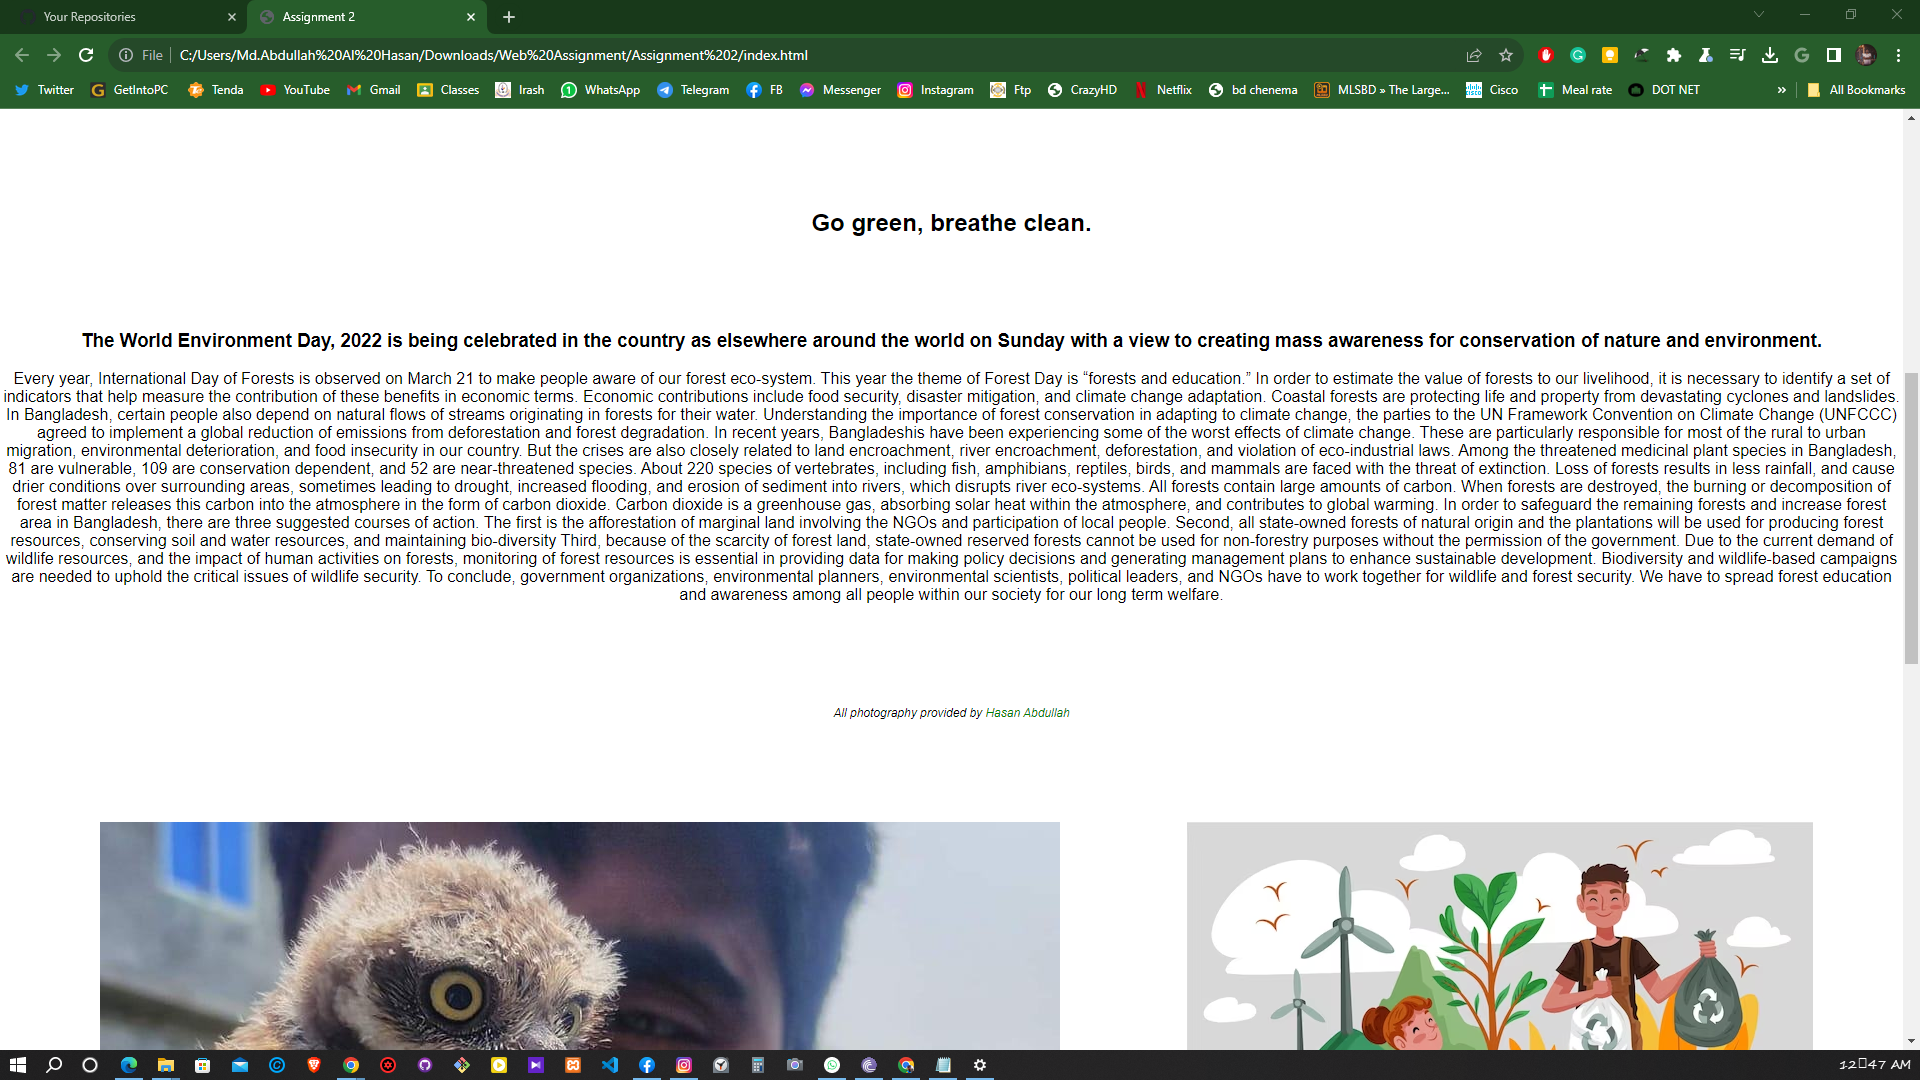 Your Repositories
Assignment 2
File
C:/Users/Md.Abdullah%20Al%20Hasan/Downloads/Web%20Assignment/Assignment%202/index.html
Twitter GetIntoPC Tenda YouTube Gmail Classes Irash WhatsApp Telegram FB Messenger Instagram Ftp CrazyHD Netflix bd chenema MLSBD » The Large... Cisco Meal rate DOT NET » All Bookmarks
Go green, breathe clean.
The World Environment Day, 2022 is being celebrated in the country as elsewhere around the world on Sunday with a view to creating mass awareness for conservation of nature and environment.
Every year, International Day of Forests is observed on March 21 to make people aware of our forest eco-system. This year the theme of Forest Day is “forests and education.” In order to estimate the value of forests to our livelihood, it is necessary to identify a set of
indicators that help measure the contribution of these benefits in economic terms. Economic contributions include food security, disaster mitigation, and climate change adaptation. Coastal forests are protecting life and property from devastating cyclones and landslides.
In Bangladesh, certain people also depend on natural flows of streams originating in forests for their water. Understanding the importance of forest conservation in adapting to climate change, the parties to the UN Framework Convention on Climate Change (UNFCCC)
agreed to implement a global reduction of emissions from deforestation and forest degradation. In recent years, Bangladeshis have been experiencing some of the worst effects of climate change. These are particularly responsible for most of the rural to urban
migration, environmental deterioration, and food insecurity in our country. But the crises are also closely related to land encroachment, river encroachment, deforestation, and violation of eco-industrial laws. Among the threatened medicinal plant species in Bangladesh,
81 are vulnerable, 109 are conservation dependent, and 52 are near-threatened species. About 220 species of vertebrates, including fish, amphibians, reptiles, birds, and mammals are faced with the threat of extinction. Loss of forests results in less rainfall, and cause
drier conditions over surrounding areas, sometimes leading to drought, increased flooding, and erosion of sediment into rivers, which disrupts river eco-systems. All forests contain large amounts of carbon. When forests are destroyed, the burning or decomposition of
forest matter releases this carbon into the atmosphere in the form of carbon dioxide. Carbon dioxide is a greenhouse gas, absorbing solar heat within the atmosphere, and contributes to global warming. In order to safeguard the remaining forests and increase forest
area in Bangladesh, there are three suggested courses of action. The first is the afforestation of marginal land involving the NGOs and participation of local people. Second, all state-owned forests of natural origin and the plantations will be used for producing forest
resources, conserving soil and water resources, and maintaining bio-diversity Third, because of the scarcity of forest land, state-owned reserved forests cannot be used for non-forestry purposes without the permission of the government. Due to the current demand of
wildlife resources, and the impact of human activities on forests, monitoring of forest resources is essential in providing data for making policy decisions and generating management plans to enhance sustainable development. Biodiversity and wildlife-based campaigns
are needed to uphold the critical issues of wildlife security. To conclude, government organizations, environmental planners, environmental scientists, political leaders, and NGOs have to work together for wildlife and forest security. We have to spread forest education
and awareness among all people within our society for our long term welfare.
All photography provided by Hasan Abdullah
12▯47 AM